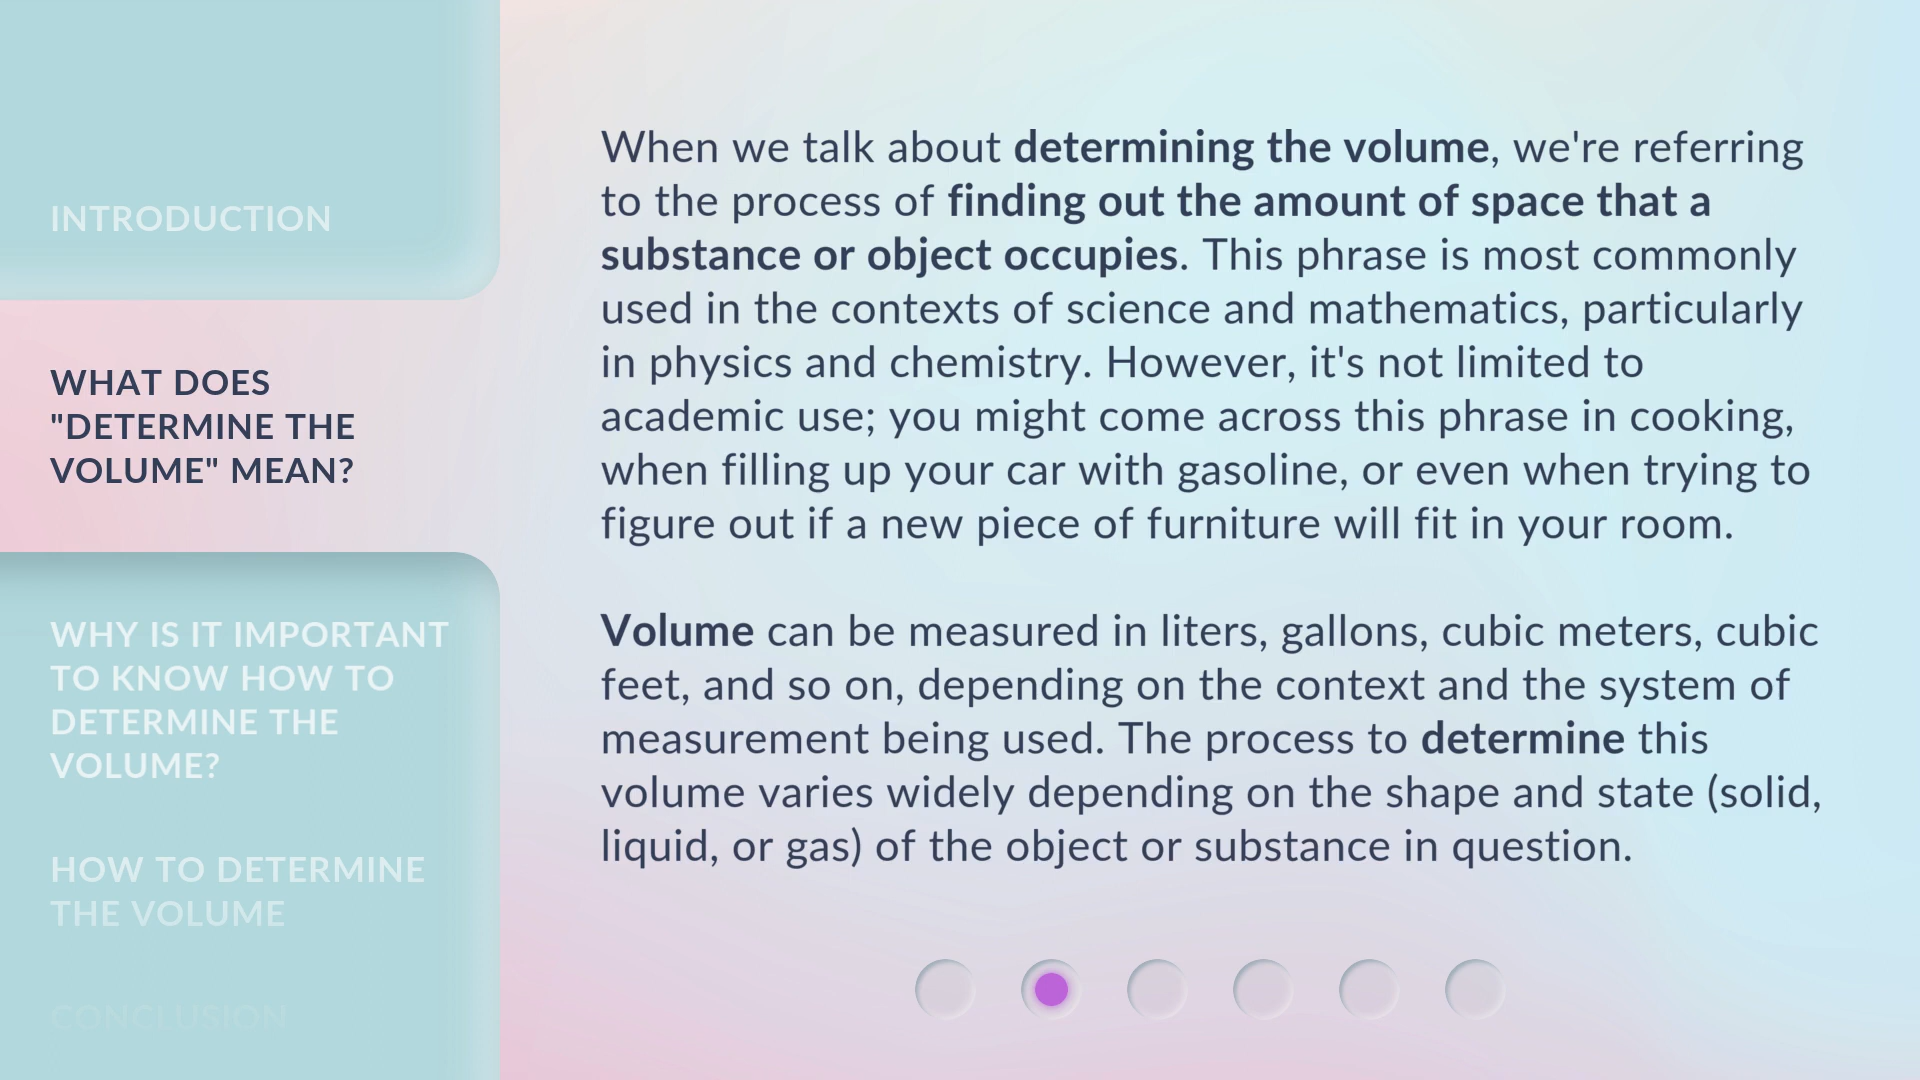 INTRODUCTION
WHAT DOES
"DETERMINE THE
VOLUME" MEAN?
WHY IS IT IMPORTANT
TO KNOW HOW TO
DETERMINE THE
VOLUME?
HOW TO DETERMINE
THE VOLUME
CONCLUSION
When we talk about determining the volume, we're referring
to the process of finding out the amount of space that a
substance or object occupies. This phrase is most commonly
used in the contexts of science and mathematics, particularly
in physics and chemistry. However, it's not limited to
academic use; you might come across this phrase in cooking,
when filling up your car with gasoline, or even when trying to
figure out if a new piece of furniture will fit in your room.
Volume can be measured in liters, gallons, cubic meters, cubic
feet, and so on, depending on the context and the system of
measurement being used. The process to determine this
volume varies widely depending on the shape and state (solid,
liquid, or gas) of the object or substance in question.